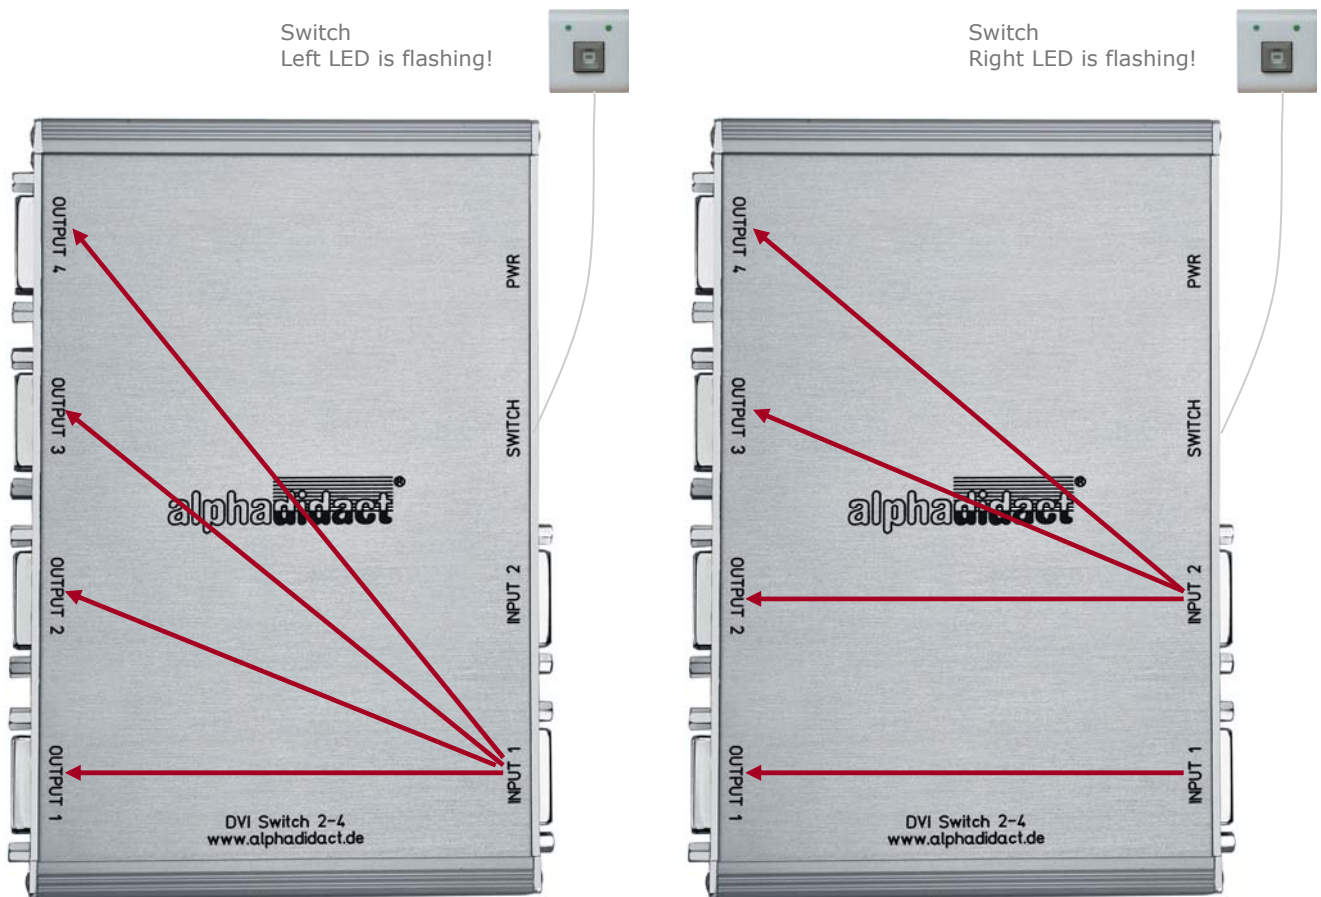 Switch
Left LED is flashing!
OUTPUT 4
OUTPUT 3
OUTPUT 2
OUTPUT 1
PWR
SWITCH
INPUT 2
INPUT 1
alphadidact®
DVI Switch 2-4
www.alphadidact.de
Switch
Right LED is flashing!
OUTPUT 4
OUTPUT 3
OUTPUT 2
OUTPUT 1
PWR
SWITCH
INPUT 2
INPUT 1
alphadidact®
DVI Switch 2-4
www.alphadidact.de